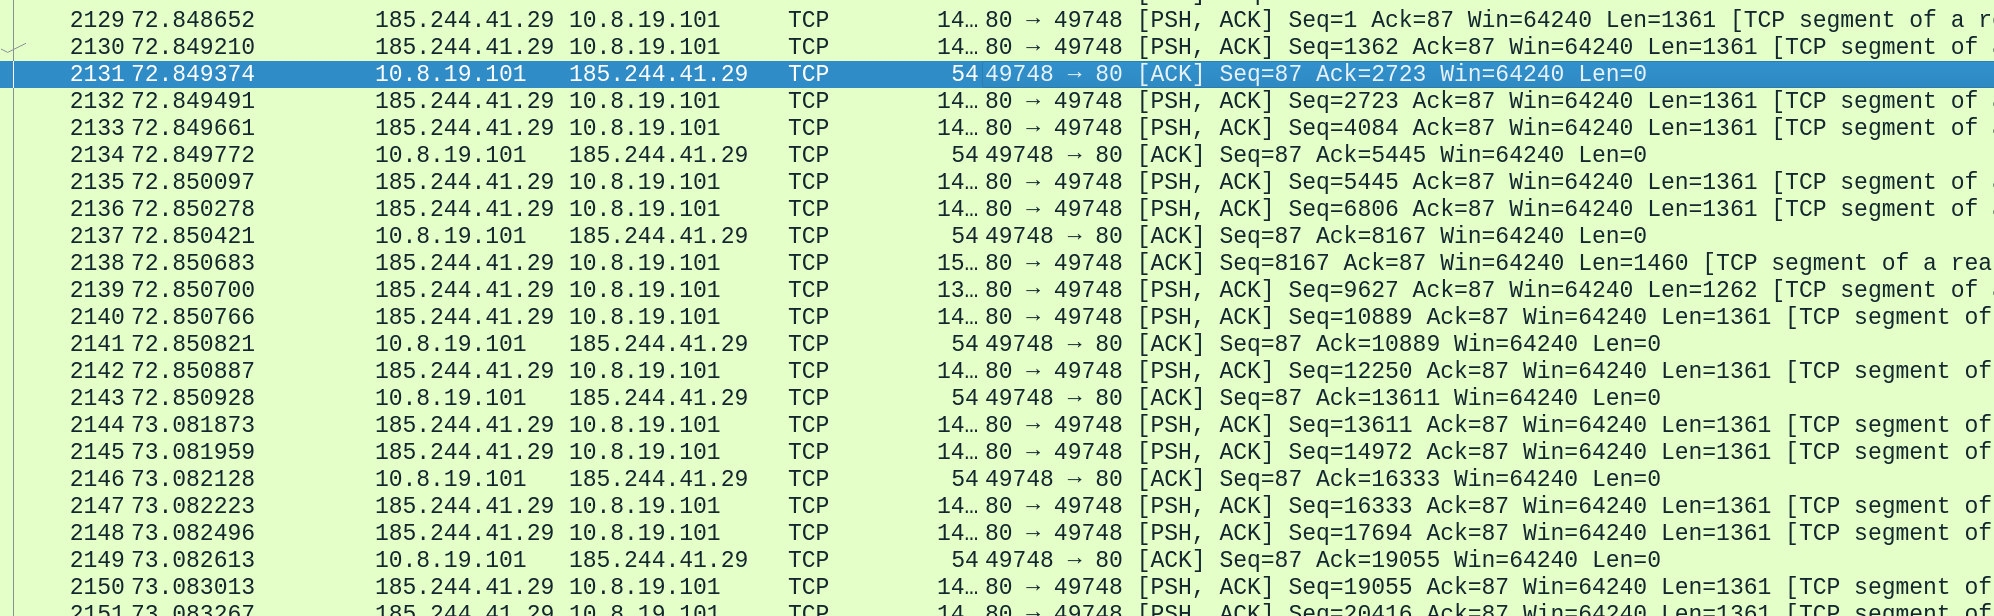 2129 72.848652 185.244.41.29 10.8.19.101 TCP 14… 80 → 49748 [PSH, ACK] Seq=1 Ack=87 Win=64240 Len=1361 [TCP segment of a r
2130 72.849210 185.244.41.29 10.8.19.101 TCP 14… 80 → 49748 [PSH, ACK] Seq=1362 Ack=87 Win=64240 Len=1361 [TCP segment of
2131 72.849374 10.8.19.101 185.244.41.29 TCP 54 49748 → 80 [ACK] Seq=87 Ack=2723 Win=64240 Len=0
2132 72.849491 185.244.41.29 10.8.19.101 TCP 14… 80 → 49748 [PSH, ACK] Seq=2723 Ack=87 Win=64240 Len=1361 [TCP segment of
2133 72.849661 185.244.41.29 10.8.19.101 TCP 14… 80 → 49748 [PSH, ACK] Seq=4084 Ack=87 Win=64240 Len=1361 [TCP segment of
2134 72.849772 10.8.19.101 185.244.41.29 TCP 54 49748 → 80 [ACK] Seq=87 Ack=5445 Win=64240 Len=0
2135 72.850097 185.244.41.29 10.8.19.101 TCP 14… 80 → 49748 [PSH, ACK] Seq=5445 Ack=87 Win=64240 Len=1361 [TCP segment of
2136 72.850278 185.244.41.29 10.8.19.101 TCP 14… 80 → 49748 [PSH, ACK] Seq=6806 Ack=87 Win=64240 Len=1361 [TCP segment of
2137 72.850421 10.8.19.101 185.244.41.29 TCP 54 49748 → 80 [ACK] Seq=87 Ack=8167 Win=64240 Len=0
2138 72.850683 185.244.41.29 10.8.19.101 TCP 15… 80 → 49748 [ACK] Seq=8167 Ack=87 Win=64240 Len=1460 [TCP segment of a rea
2139 72.850700 185.244.41.29 10.8.19.101 TCP 13… 80 → 49748 [PSH, ACK] Seq=9627 Ack=87 Win=64240 Len=1262 [TCP segment of
2140 72.850766 185.244.41.29 10.8.19.101 TCP 14… 80 → 49748 [PSH, ACK] Seq=10889 Ack=87 Win=64240 Len=1361 [TCP segment of
2141 72.850821 10.8.19.101 185.244.41.29 TCP 54 49748 → 80 [ACK] Seq=87 Ack=10889 Win=64240 Len=0
2142 72.850887 185.244.41.29 10.8.19.101 TCP 14… 80 → 49748 [PSH, ACK] Seq=12250 Ack=87 Win=64240 Len=1361 [TCP segment of
2143 72.850928 10.8.19.101 185.244.41.29 TCP 54 49748 → 80 [ACK] Seq=87 Ack=13611 Win=64240 Len=0
2144 73.081873 185.244.41.29 10.8.19.101 TCP 14… 80 → 49748 [PSH, ACK] Seq=13611 Ack=87 Win=64240 Len=1361 [TCP segment of
2145 73.081959 185.244.41.29 10.8.19.101 TCP 14… 80 → 49748 [PSH, ACK] Seq=14972 Ack=87 Win=64240 Len=1361 [TCP segment of
2146 73.082128 10.8.19.101 185.244.41.29 TCP 54 49748 → 80 [ACK] Seq=87 Ack=16333 Win=64240 Len=0
2147 73.082223 185.244.41.29 10.8.19.101 TCP 14… 80 → 49748 [PSH, ACK] Seq=16333 Ack=87 Win=64240 Len=1361 [TCP segment of
2148 73.082496 185.244.41.29 10.8.19.101 TCP 14… 80 → 49748 [PSH, ACK] Seq=17694 Ack=87 Win=64240 Len=1361 [TCP segment of
2149 73.082613 10.8.19.101 185.244.41.29 TCP 54 49748 → 80 [ACK] Seq=87 Ack=19055 Win=64240 Len=0
2150 73.083013 185.244.41.29 10.8.19.101 TCP 14… 80 → 49748 [PSH, ACK] Seq=19055 Ack=87 Win=64240 Len=1361 [TCP segment of
2151 73.083267 185.244.41.29 10.8.19.101 TCP 14… 80 → 49748 [PSH, ACK] Seq=20416 Ack=87 Win=64240 Len=1361 [TCP segment of